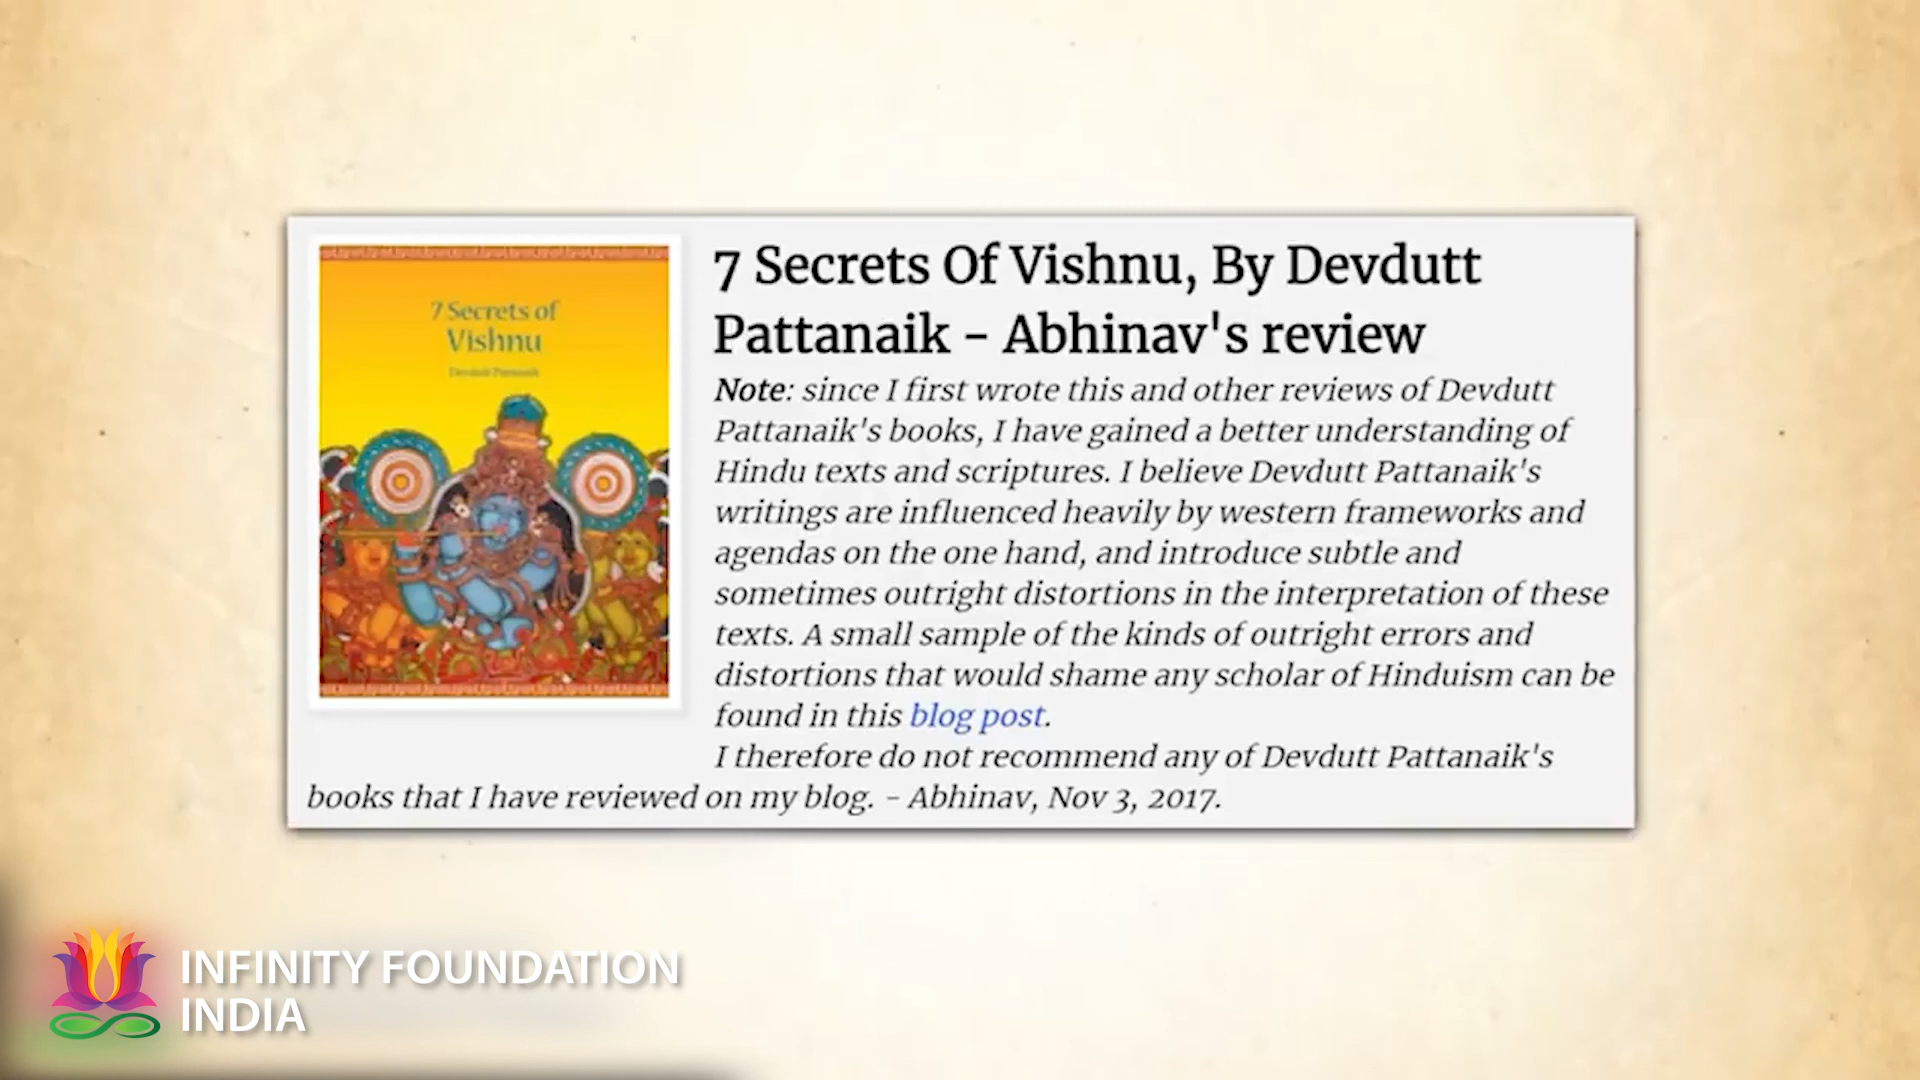 7 Secrets of
Vishnu
Devdutt Pattanaik
7 Secrets Of Vishnu, By Devdutt
Pattanaik - Abhinav's review
Note: since I first wrote this and other reviews of Devdutt
Pattanaik's books, I have gained a better understanding of
Hindu texts and scriptures. I believe Devdutt Pattanaik's
writings are influenced heavily by western frameworks and
agendas on the one hand, and introduce subtle and
sometimes outright distortions in the interpretation of these
texts. A small sample of the kinds of outright errors and
distortions that would shame any scholar of Hinduism can be
found in this blog post.
I therefore do not recommend any of Devdutt Pattanaik's
books that I have reviewed on my blog. - Abhinav, Nov 3, 2017.
INFINITY FOUNDATION
INDIA